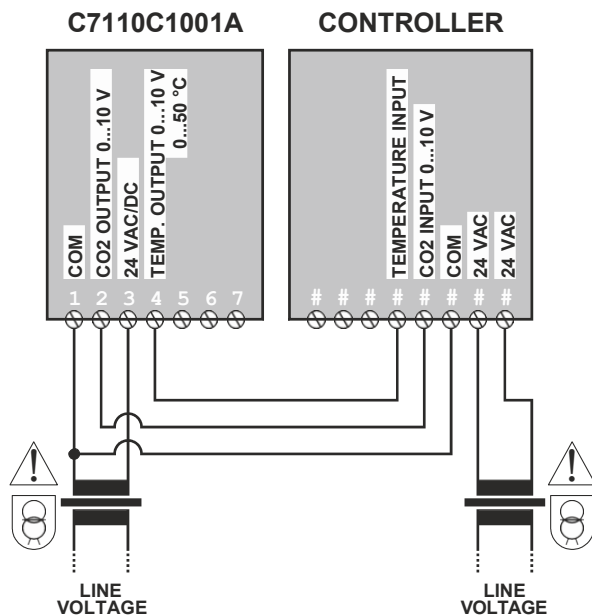 C7110C1001A
CONTROLLER
COM
CO2 OUTPUT 0...10 V
24 VAC/DC
TEMP. OUTPUT 0...10 V
0...50 °C
1 2 3 4 5 6 7
TEMPERATURE INPUT
CO2 INPUT 0...10 V
COM
24 VAC
24 VAC
# # # # # # # #
LINE
VOLTAGE
LINE
VOLTAGE